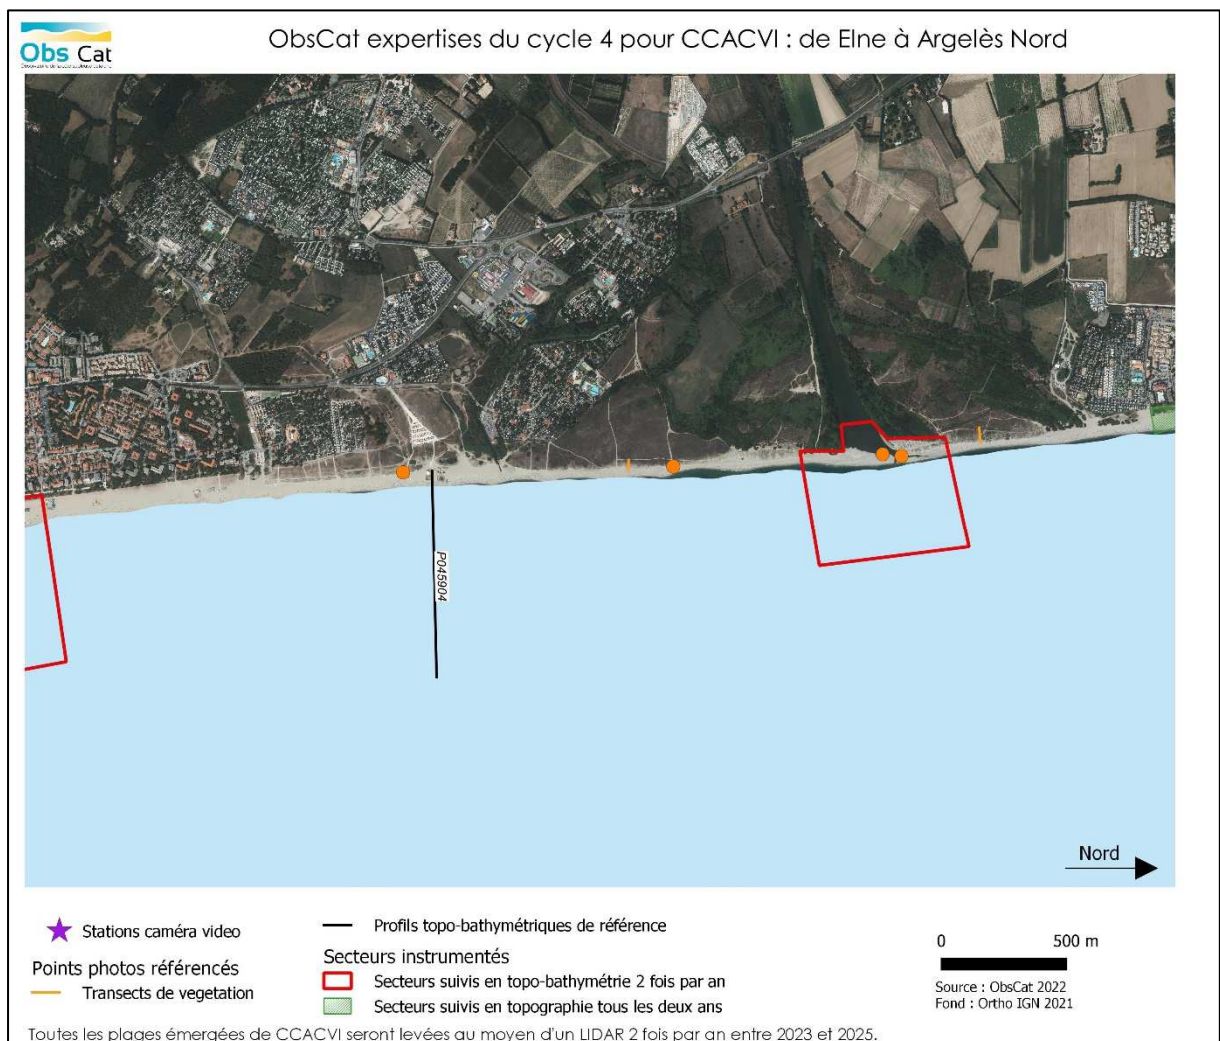 ObsCat expertises du cycle 4 pour CCACVI : de Elne à Argelès Nord
Obs Cat
P045904
Nord
Stations caméra video
Points photos référencés
Transects de vegetation
Profils topo-bathymétriques de référence
Secteurs instrumentés
Secteurs suivis en topo-bathymétrie 2 fois par an
Secteurs suivis en topographie tous les deux ans
0 500 m
Source : ObsCat 2022
Fond : Ortho IGN 2021
Toutes les plages émergées de CCACVI seront levées au moyen d'un LIDAR 2 fois par an entre 2023 et 2025.